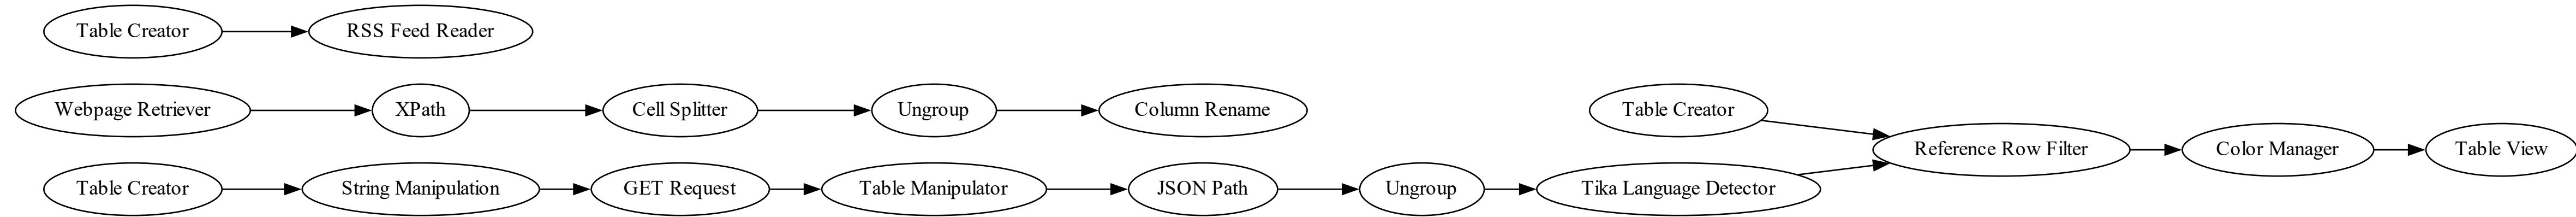 Table Creator
RSS Feed Reader
Webpage Retriever
XPath
Cell Splitter
Ungroup
Column Rename
Table Creator
Reference Row Filter
Color Manager
Table View
Table Creator
String Manipulation
GET Request
Table Manipulator
JSON Path
Ungroup
Tika Language Detector